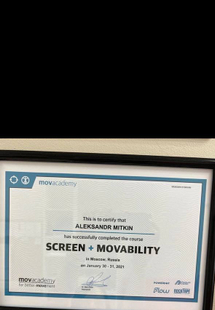 movacademy
This is to certify that
ALEKSANDR MITKIN
has successfully completed the course
SCREEN + MOVABILITY
in Moscow, Russia
on January 30 - 31, 2021
movacademy